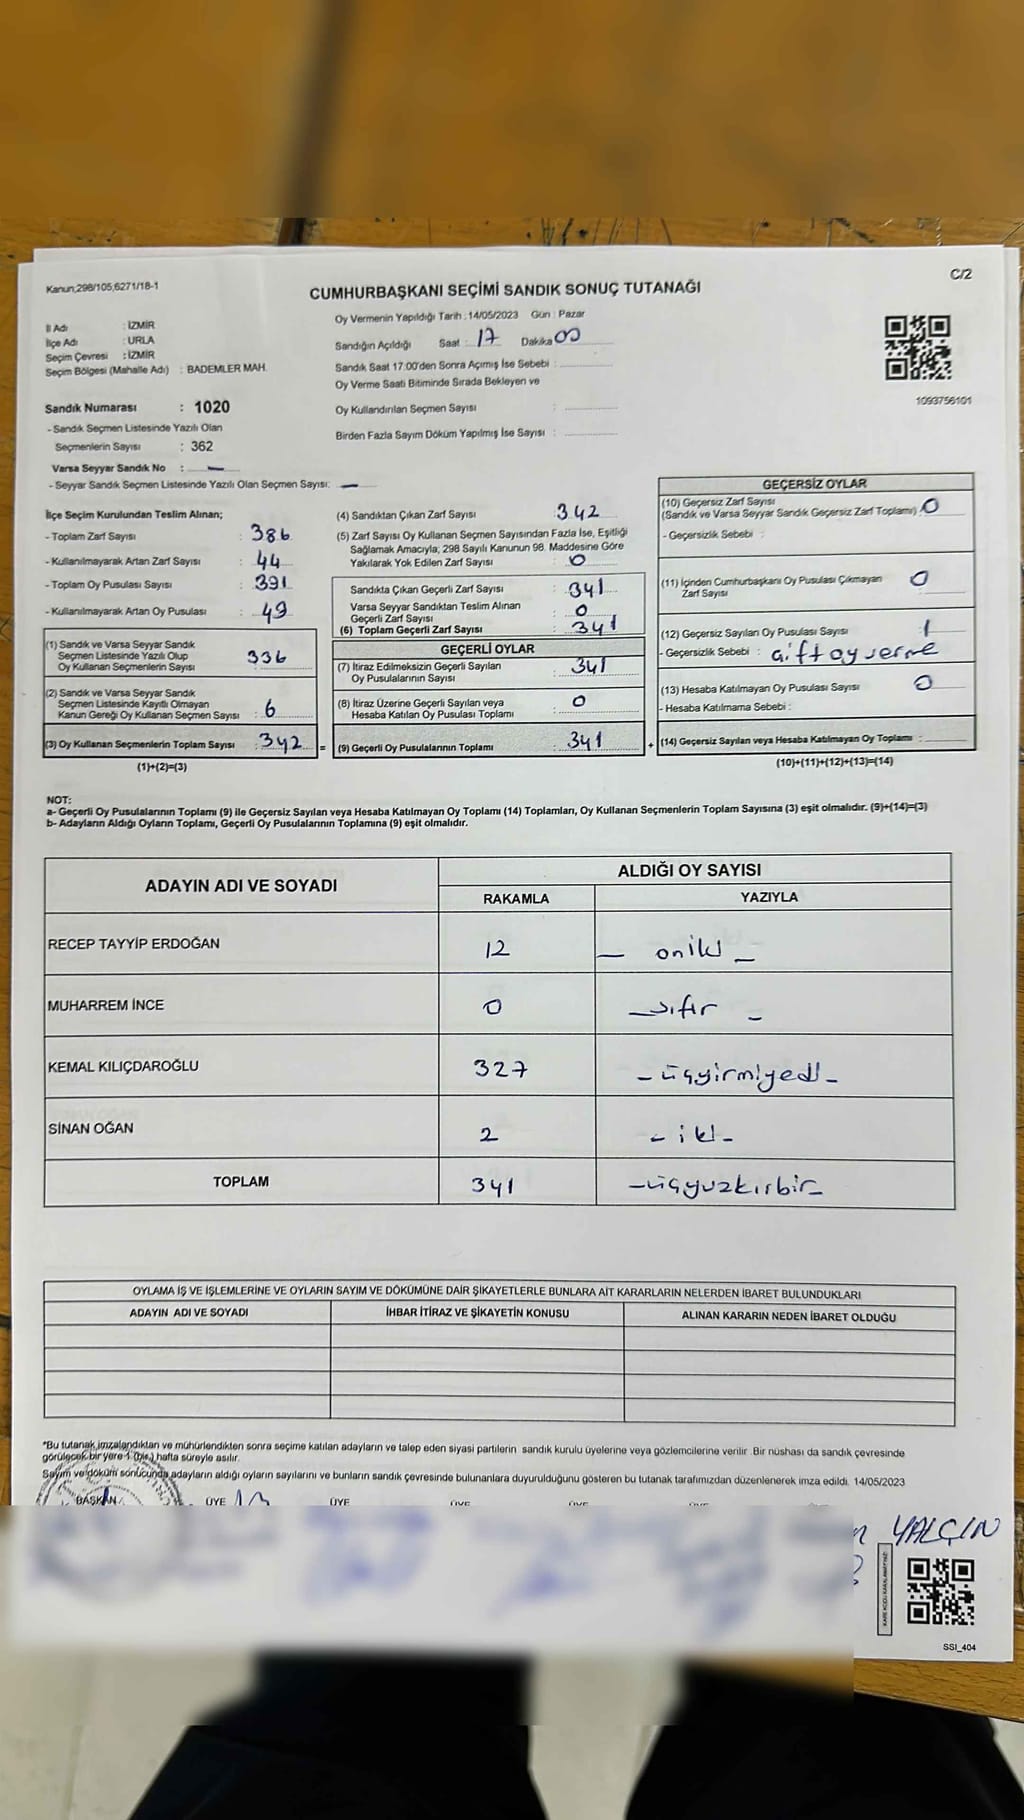 C/2
Kanun,298/105,6271/18-1
CUMHURBAŞKANI SEÇİMİ SANDIK SONUÇ TUTANAĞI
Oy Vermenin Yapıldığı Tarih : 14/05/2023 Gün : Pazar
İl Adı : İZMİR
İlçe Adı : URLA
Seçim Çevresi : İZMİR
Seçim Bölgesi (Mahalle Adı) : BADEMLER MAH.
Sandığın Açıldığı Saat : 17 Dakika 00
Sandık Saat 17:00'den Sonra Açımış İse Sebebi :
Oy Verme Saati Bitiminde Sırada Bekleyen ve
Oy Kullandırılan Seçmen Sayısı :
Birden Fazla Sayım Döküm Yapılmış İse Sayısı :
1093756101
Sandık Numarası : 1020
- Sandık Seçmen Listesinde Yazılı Olan
Seçmenlerin Sayısı : 362
Varsa Seyyar Sandık No : —
- Seyyar Sandık Seçmen Listesinde Yazılı Olan Seçmen Sayısı: —
İlçe Seçim Kurulundan Teslim Alınan;
- Toplam Zarf Sayısı : 386
- Kullanılmayarak Artan Zarf Sayısı : 44
- Toplam Oy Pusulası Sayısı : 391
- Kullanılmayarak Artan Oy Pusulası : 49
(1) Sandık ve Varsa Seyyar Sandık
Seçmen Listesinde Yazılı Olup
Oy Kullanan Seçmenlerin Sayısı 336
(2) Sandık ve Varsa Seyyar Sandık
Seçmen Listesinde Kayıtlı Olmayan
Kanun Gereği Oy Kullanan Seçmen Sayısı : 6
(3) Oy Kullanan Seçmenlerin Toplam Sayısı : 342 =
(1)+(2)=(3)
(4) Sandıktan Çıkan Zarf Sayısı : 342
(5) Zarf Sayısı Oy Kullanan Seçmen Sayısından Fazla İse, Eşitliği
Sağlamak Amacıyla; 298 Sayılı Kanunun 98. Maddesine Göre
Yakılarak Yok Edilen Zarf Sayısı : 0
Sandıkta Çıkan Geçerli Zarf Sayısı : 341
Varsa Seyyar Sandıktan Teslim Alınan
Geçerli Zarf Sayısı : 0
(6) Toplam Geçerli Zarf Sayısı : 341
GEÇERLİ OYLAR
(7) İtiraz Edilmeksizin Geçerli Sayılan
Oy Pusulalarının Sayısı : 341
(8) İtiraz Üzerine Geçerli Sayılan veya
Hesaba Katılan Oy Pusulası Toplamı : 0
(9) Geçerli Oy Pusulalarının Toplamı : 341 +
GEÇERSİZ OYLAR
(10) Geçersiz Zarf Sayısı
(Sandık ve Varsa Seyyar Sandık Geçersiz Zarf Toplamı) 0
- Geçersizlik Sebebi :
(11) İçinden Cumhurbaşkanı Oy Pusulası Çıkmayan
Zarf Sayısı : 0
(12) Geçersiz Sayılan Oy Pusulası Sayısı : 1
- Geçersizlik Sebebi : çift oy verme
(13) Hesaba Katılmayan Oy Pusulası Sayısı : 0
- Hesaba Katılmama Sebebi :
(14) Geçersiz Sayılan veya Hesaba Katılmayan Oy Toplamı :
(10)+(11)+(12)+(13)=(14)
NOT:
a- Geçerli Oy Pusulalarının Toplamı (9) ile Geçersiz Sayılan veya Hesaba Katılmayan Oy Toplamı (14) Toplamları, Oy Kullanan Seçmenlerin Toplam Sayısına (3) eşit olmalıdır. (9)+(14)=(3)
b- Adayların Aldığı Oyların Toplamı, Geçerli Oy Pusulalarının Toplamına (9) eşit olmalıdır.
ADAYIN ADI VE SOYADI ALDIĞI OY SAYISI
RAKAMLA YAZIYLA
RECEP TAYYİP ERDOĞAN 12 — oniki —
MUHARREM İNCE 0 — sıfır —
KEMAL KILIÇDAROĞLU 327 — üçyirmiyedi —
SİNAN OĞAN 2 — iki —
TOPLAM 341 — üçyuzkırbir —
OYLAMA İŞ VE İŞLEMLERİNE VE OYLARIN SAYIM VE DÖKÜMÜNE DAİR ŞİKAYETLERLE BUNLARA AİT KARARLARIN NELERDEN İBARET BULUNDUKLARI
ADAYIN ADI VE SOYADI İHBAR İTİRAZ VE ŞİKAYETİN KONUSU ALINAN KARARIN NEDEN İBARET OLDUĞU
*Bu tutanak imzalandıktan ve mühürlendikten sonra seçime katılan adayların ve talep eden siyasi partilerin sandık kurulu üyelerine veya gözlemcilerine verilir .Bir nüshası da sandık çevresinde
görülecek bir yere 1 (bir) hafta süreyle asılır.
Sayım ve döküm sonucunda adayların aldığı oyların sayılarını ve bunların sandık çevresinde bulunanlara duyurulduğunu gösteren bu tutanak tarafımızdan düzenlenerek imza edildi. 14/05/2023
BAŞKAN ÜYE ÜYE ÜYE ÜYE ÜYE
YALÇIN
SSI_404